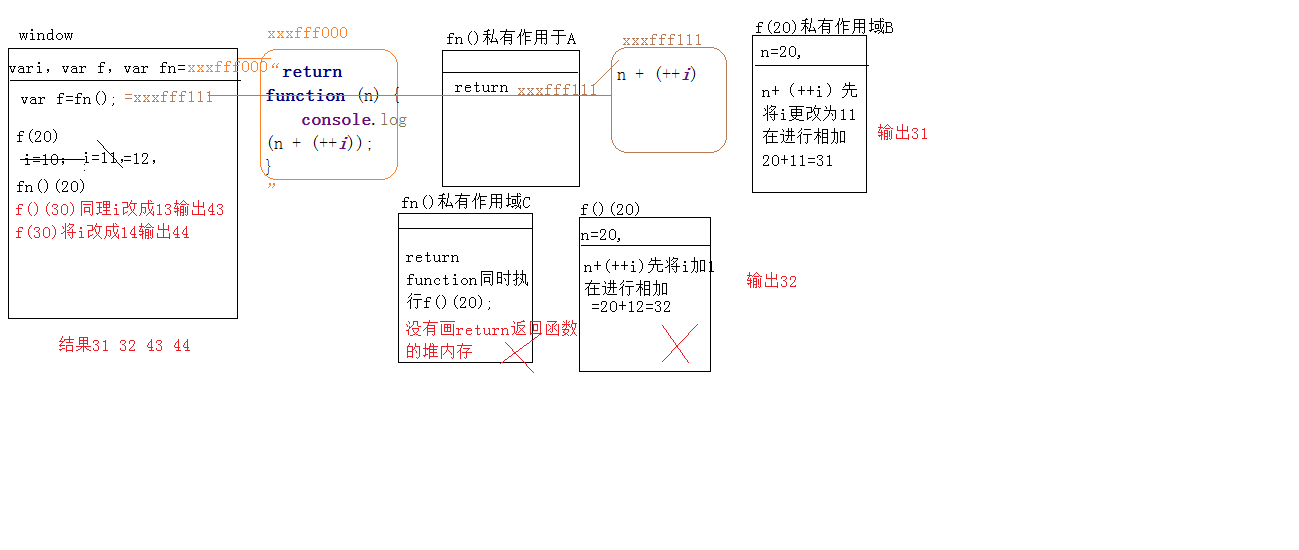 window
vari，var f，var fn=xxxfff000
var f=fn(); =xxxfff111
f(20)
i=10; i=11,=12,
fn()(20)
f()(30)同理i改成13输出43
f(30)将i改成14输出44
结果31 32 43 44
xxxfff000
“ return
function (n) {
console.log
(n + (++i));
}
”
fn()私有作用于A
return xxxfff111
xxxfff111
n + (++i)
f(20)私有作用域B
n=20,
n+（++i）先
将i更改为11
在进行相加
20+11=31
输出31
fn()私有作用域C
return
function同时执
行f()(20);
没有画return返回函数
的堆内存
f()(20)
n=20,
n+(++i)先将i加1
在进行相加
=20+12=32
输出32